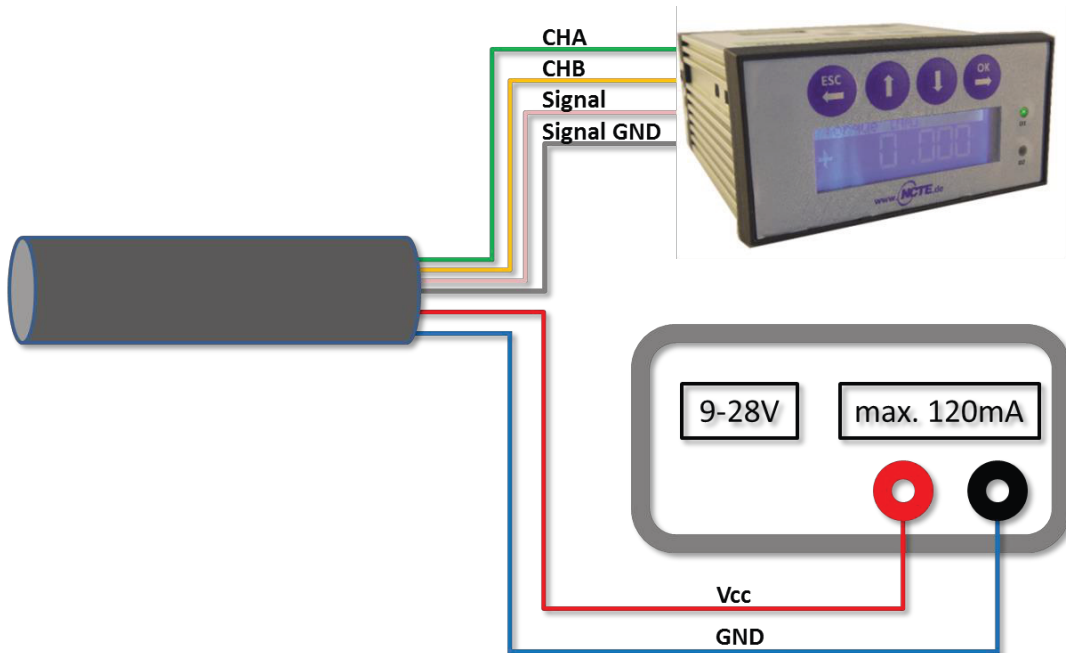 CHA
CHB
Signal
Signal GND
ESC
OK
+ 0.000
www.NCTE.de
9-28V
max. 120mA
Vcc
GND